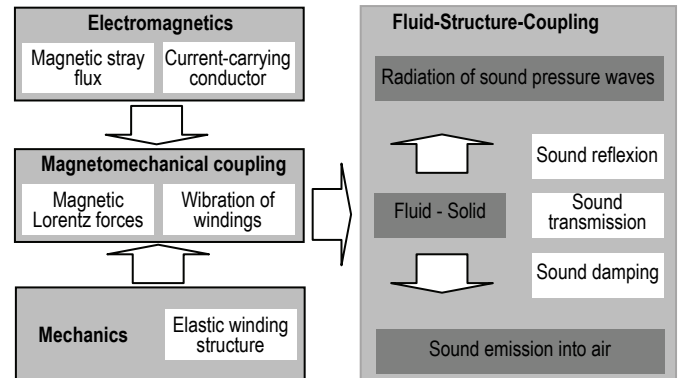 Electromagnetics
Magnetic stray
flux
Current-carrying
conductor
Magnetomechanical coupling
Magnetic
Lorentz forces
Wibration of
windings
Mechanics
Elastic winding
structure
Fluid-Structure-Coupling
Radiation of sound pressure waves
Sound reflexion
Fluid - Solid
Sound
transmission
Sound damping
Sound emission into air